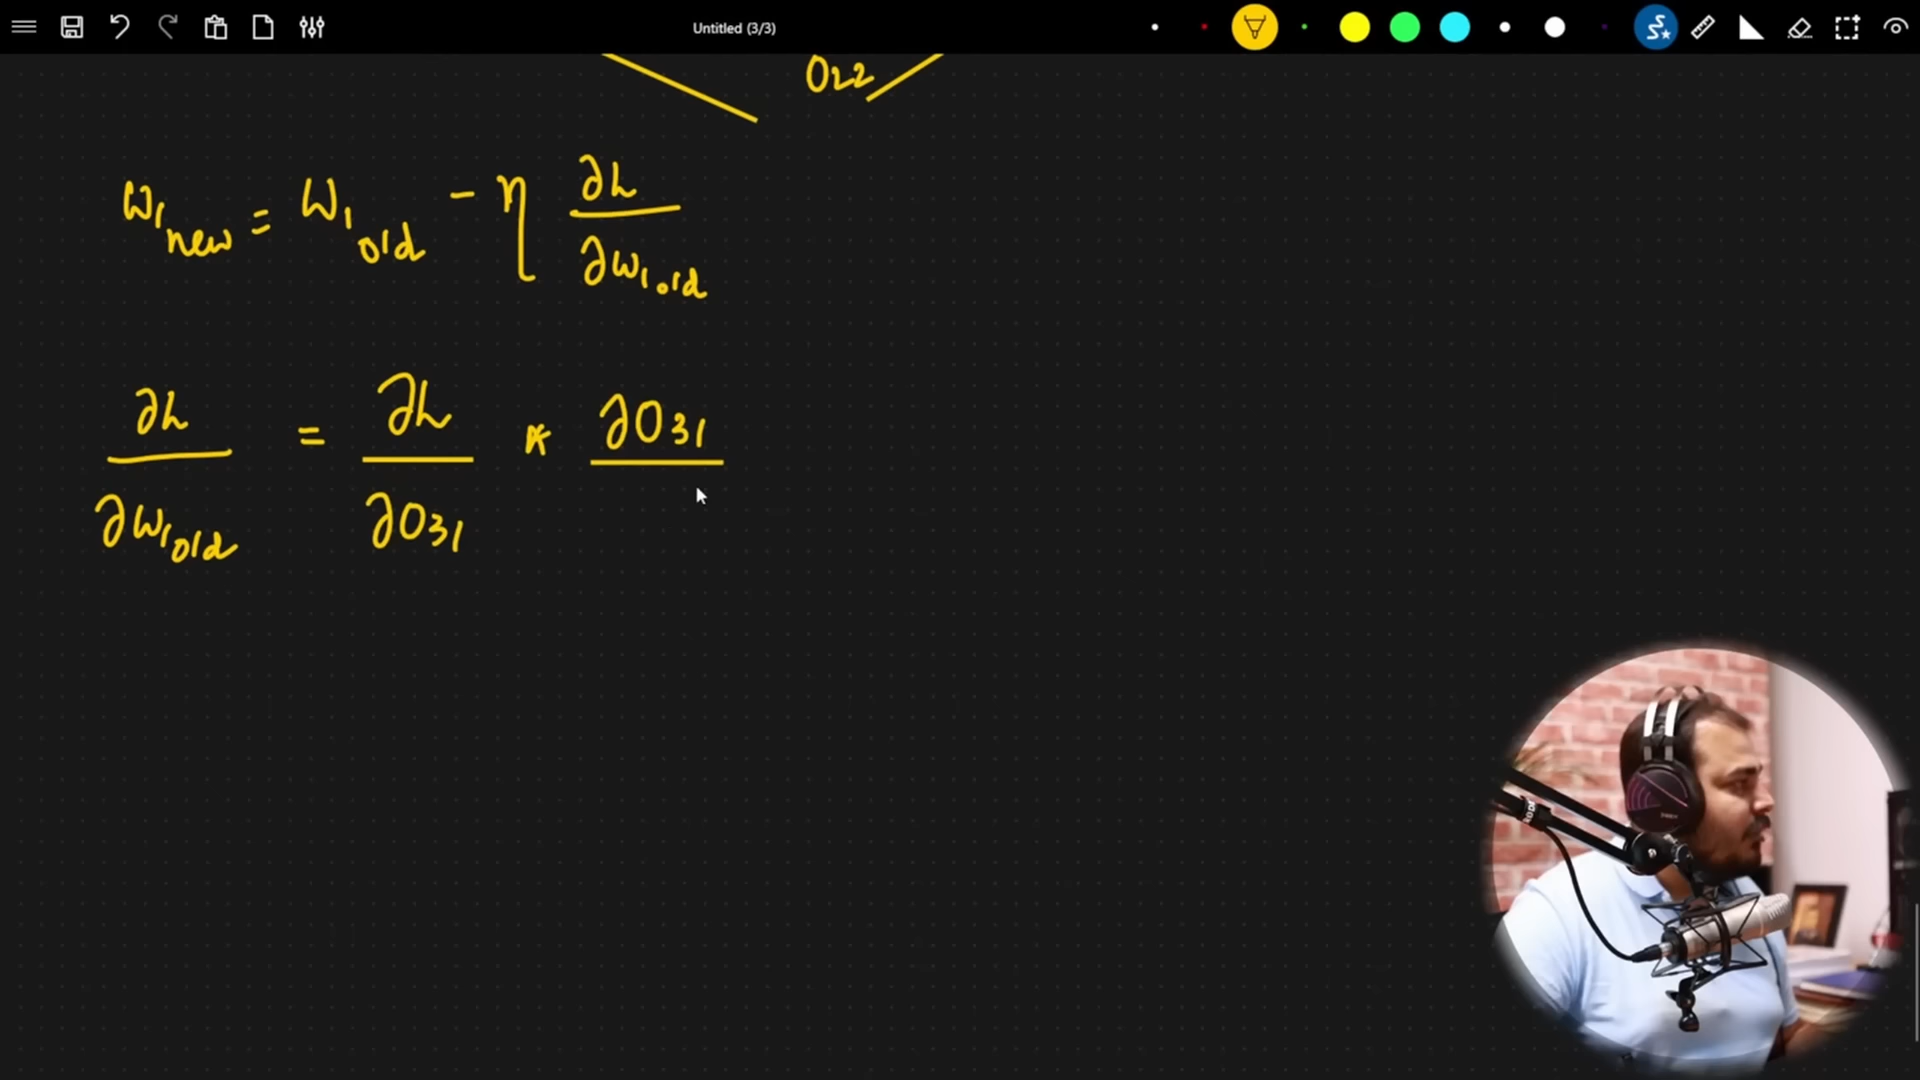 Untitled (3/3)
O22
W1new = W1old - η ∂L/∂W1old
∂L/∂W1old = ∂L/∂O31 * ∂O31/